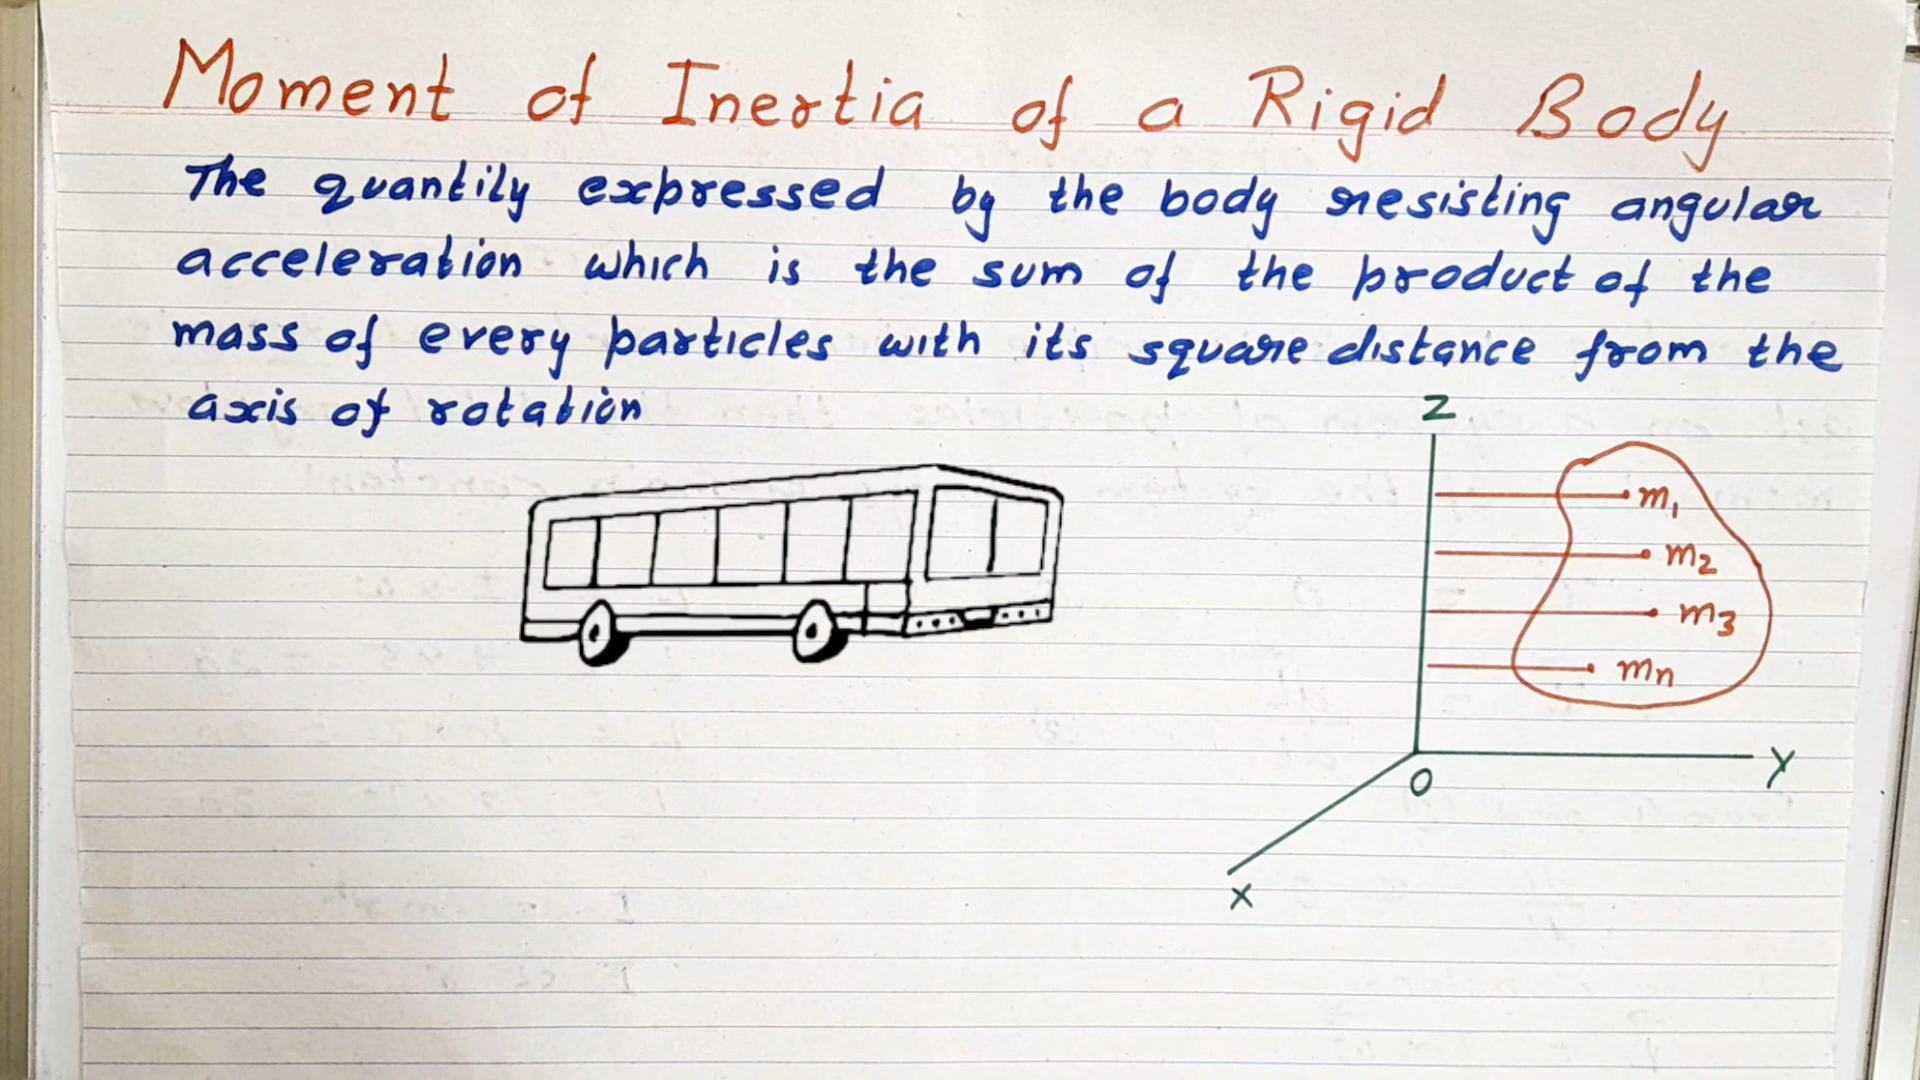 Moment of Inertia of a Rigid Body
The quantily expressed by the body resisting angular
acceleration which is the sum of the product of the
mass of every particles with its square distance from the
axis of rotation
Z
m1
m2
m3
mn
Y
O
X